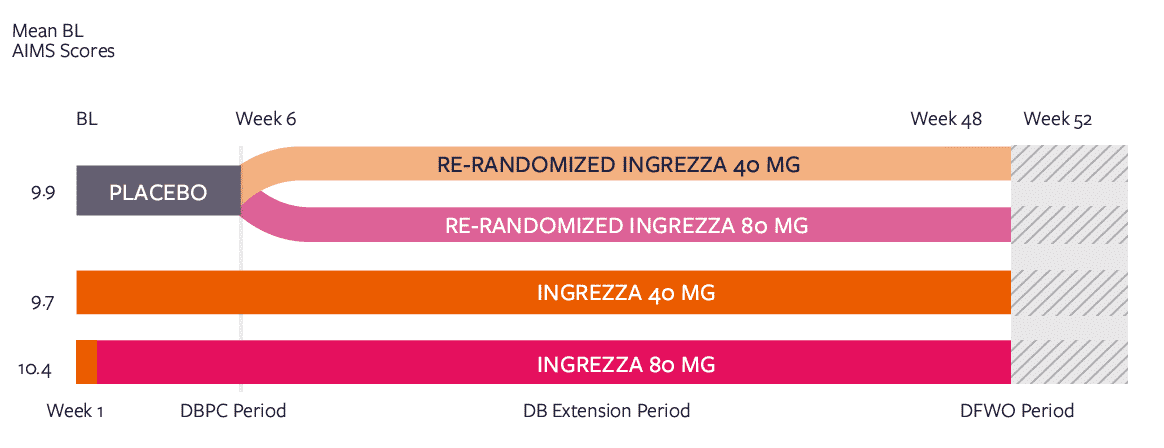 Mean BL
AIMS Scores
BL
Week 6
Week 48
Week 52
RE-RANDOMIZED INGREZZA 40 MG
9.9
PLACEBO
RE-RANDOMIZED INGREZZA 80 MG
9.7
INGREZZA 40 MG
10.4
INGREZZA 80 MG
Week 1
DBPC Period
DB Extension Period
DFWO Period